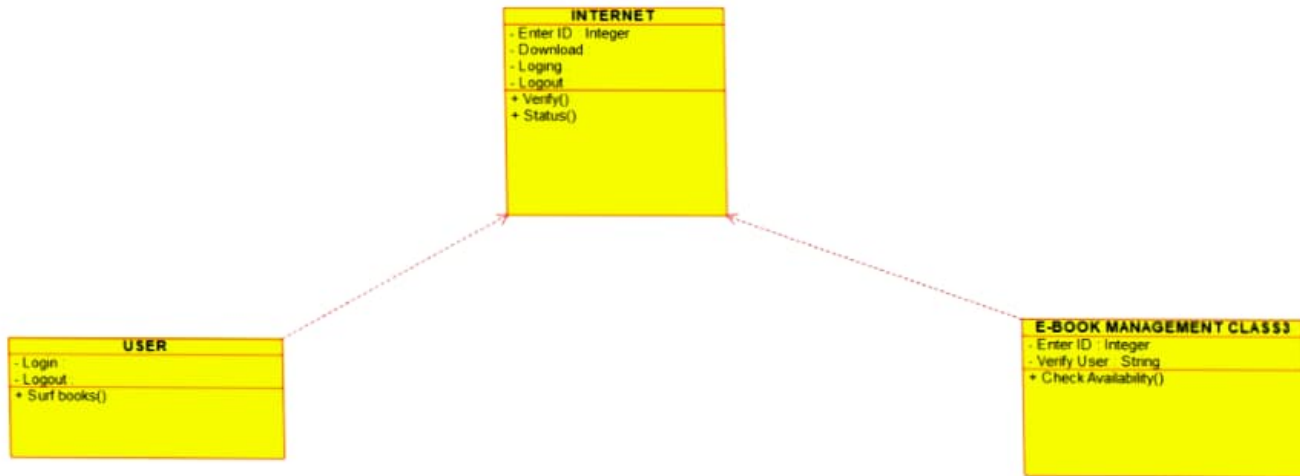 INTERNET
- Enter ID : Integer
- Download
- Loging
- Logout
+ Verify()
+ Status()
USER
- Login :
- Logout :
+ Surf books()
E-BOOK MANAGEMENT CLASS3
- Enter ID : Integer
- Verify User : String
+ Check Availability()